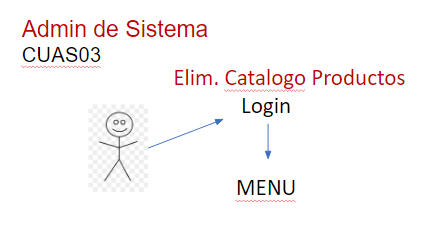 Admin de Sistema
CUAS03
Elim. Catalogo Productos
Login
MENU